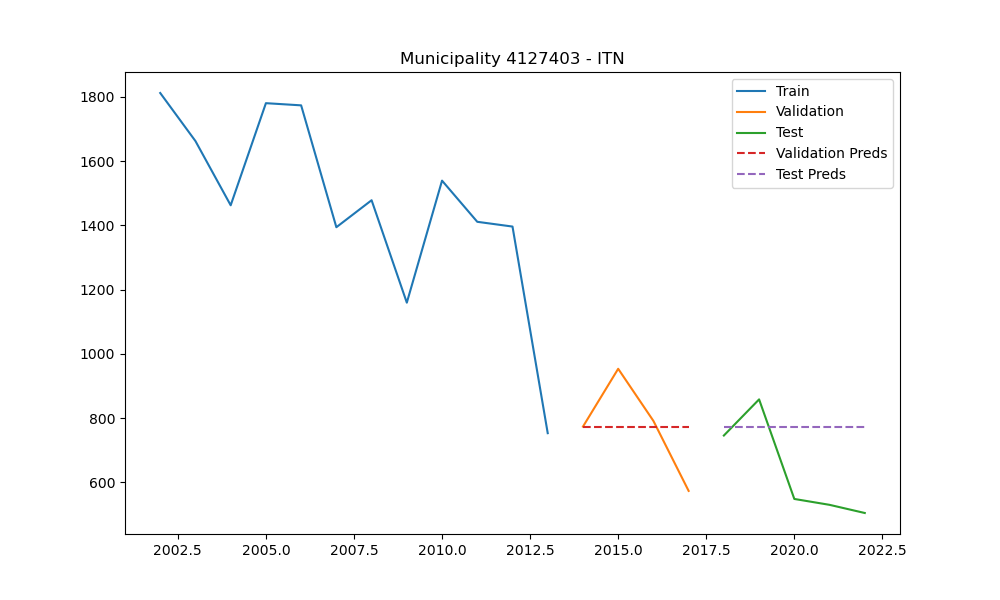 Municipality 4127403 - ITN
Train
Validation
Test
Validation Preds
Test Preds
1800
1600
1400
1200
1000
800
600
2002.5 2005.0 2007.5 2010.0 2012.5 2015.0 2017.5 2020.0 2022.5